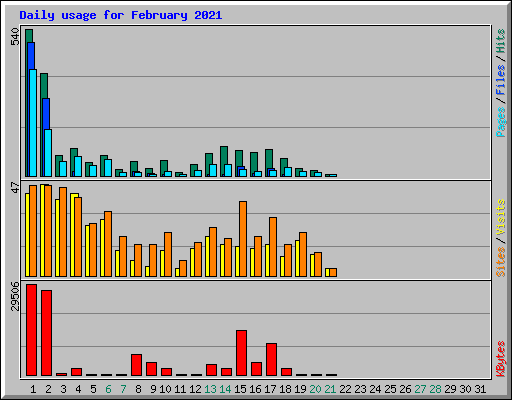 Daily usage for February 2021
540
Pages / Files / Hits
47
Sites / Visits
29506
KBytes
1 2 3 4 5 6 7 8 9 10 11 12 13 14 15 16 17 18 19 20 21 22 23 24 25 26 27 28 29 30 31